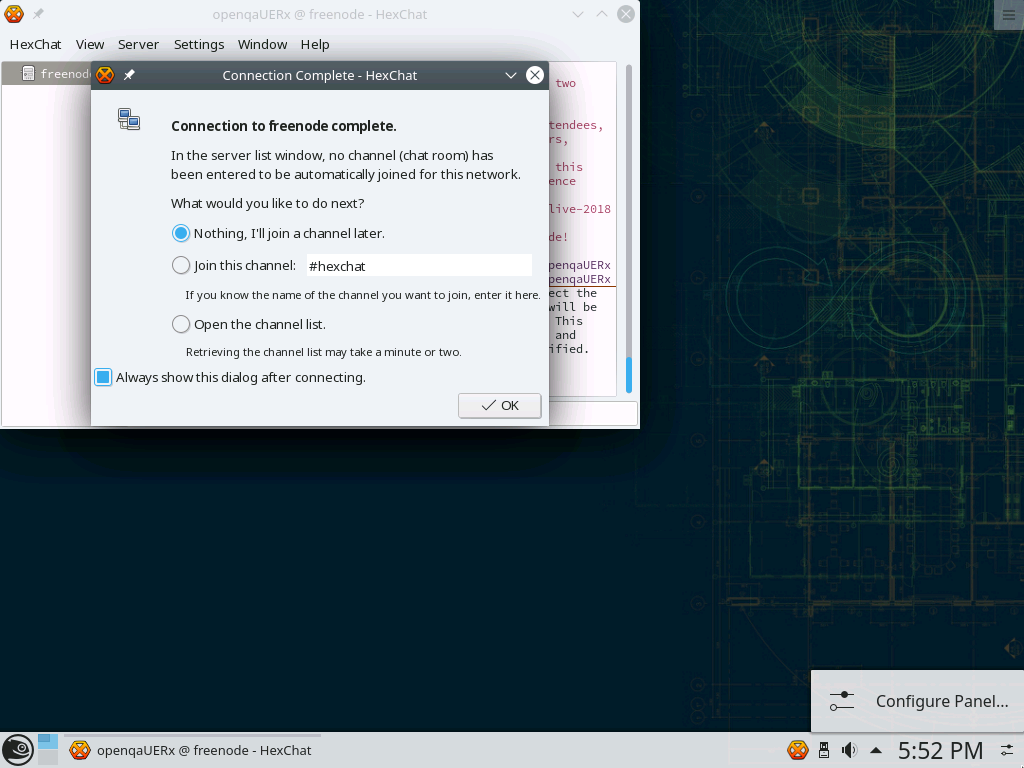 openqaUERx @ freenode - HexChat
HexChat View Server Settings Window Help
freenode
Connection Complete - HexChat
two
Connection to freenode complete.
In the server list window, no channel (chat room) has
been entered to be automatically joined for this network.
What would you like to do next?
Nothing, I'll join a channel later.
Join this channel: #hexchat
If you know the name of the channel you want to join, enter it here.
Open the channel list.
Retrieving the channel list may take a minute or two.
Always show this dialog after connecting.
OK
tendees,
rs,
this
ence
live-2018
de!
openqaUERx
openqaUERx
ect the
will be
This
and
ified.
Configure Panel...
openqaUERx @ freenode - HexChat
5:52 PM